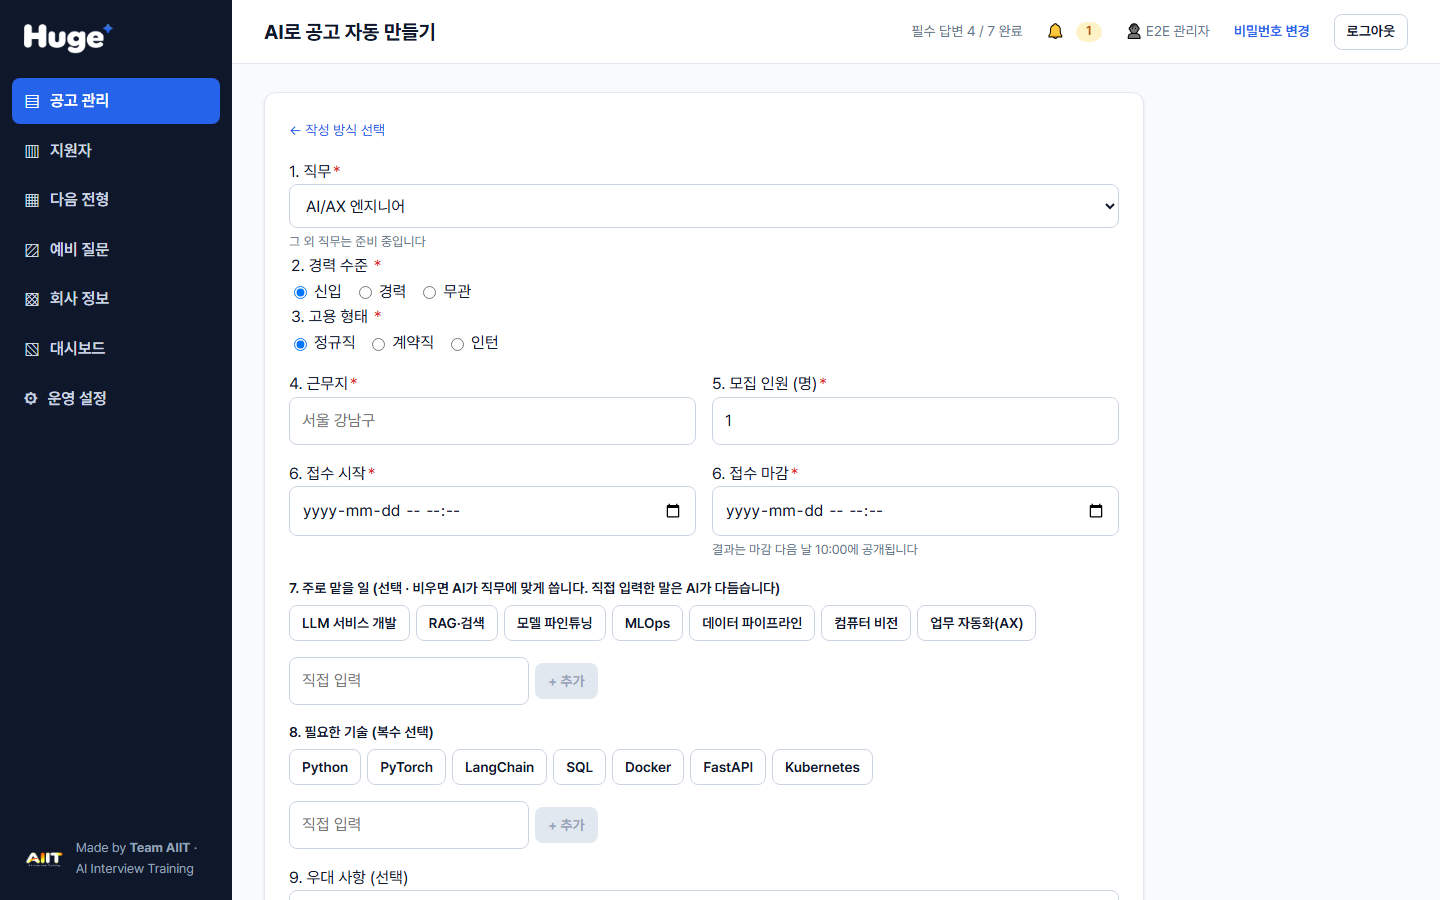 Huge
AI로 공고 자동 만들기
필수 답변 4 / 7 완료
1
E2E 관리자
비밀번호 변경
로그아웃
공고 관리
지원자
다음 전형
예비 질문
회사 정보
대시보드
운영 설정
← 작성 방식 선택
1. 직무*
AI/AX 엔지니어
그 외 직무는 준비 중입니다
2. 경력 수준 *
신입 경력 무관
3. 고용 형태 *
정규직 계약직 인턴
4. 근무지* 5. 모집 인원 (명)*
서울 강남구 1
6. 접수 시작* 6. 접수 마감*
yyyy-mm-dd -- --:-- yyyy-mm-dd -- --:--
결과는 마감 다음 날 10:00에 공개됩니다
7. 주로 맡을 일 (선택 · 비우면 AI가 직무에 맞게 씁니다. 직접 입력한 말은 AI가 다듬습니다)
LLM 서비스 개발 RAG·검색 모델 파인튜닝 MLOps 데이터 파이프라인 컴퓨터 비전 업무 자동화(AX)
직접 입력 + 추가
8. 필요한 기술 (복수 선택)
Python PyTorch LangChain SQL Docker FastAPI Kubernetes
직접 입력 + 추가
9. 우대 사항 (선택)
AIIT
Made by Team AIIT ·
AI Interview Training